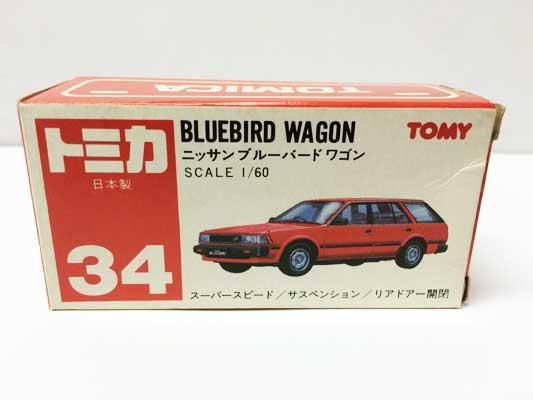 TOMICA
トミカ
日本製
34
BLUEBIRD WAGON
ニッサンブルーバードワゴン
SCALE 1/60
TOMY
スーパースピード/サスペンション/リアドアー開閉